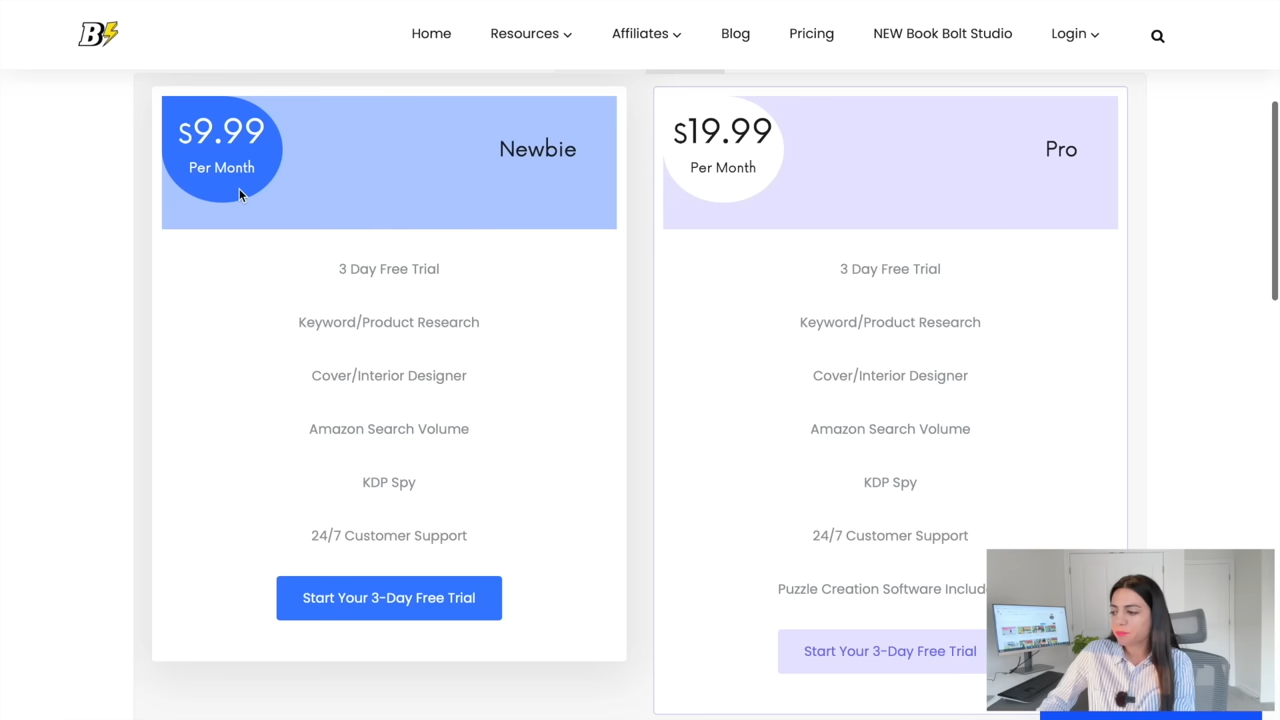 B
Home
Resources
Affiliates
Blog
Pricing
NEW Book Bolt Studio
Login
$9.99
Per Month
Newbie
3 Day Free Trial
Keyword/Product Research
Cover/Interior Designer
Amazon Search Volume
KDP Spy
24/7 Customer Support
Start Your 3-Day Free Trial
$19.99
Per Month
Pro
3 Day Free Trial
Keyword/Product Research
Cover/Interior Designer
Amazon Search Volume
KDP Spy
24/7 Customer Support
Puzzle Creation Software Includ
Start Your 3-Day Free Trial